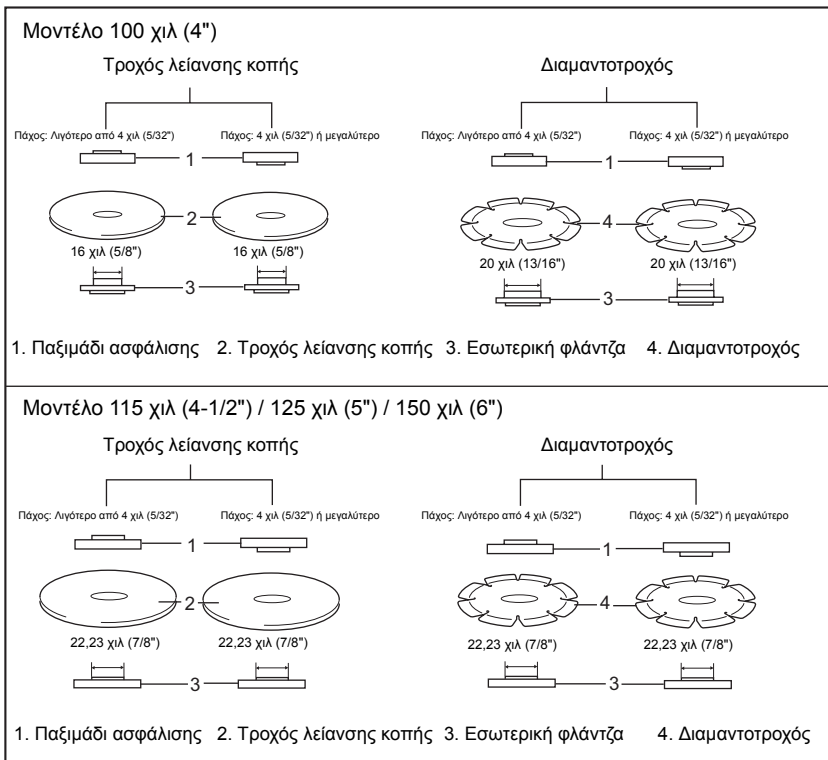 Μοντέλο 100 χιλ (4")
Τροχός λείανσης κοπής Διαμαντοτροχός
Πάχος: Λιγότερο από 4 χιλ (5/32") Πάχος: 4 χιλ (5/32") ή μεγαλύτερο Πάχος: Λιγότερο από 4 χιλ (5/32") Πάχος: 4 χιλ (5/32") ή μεγαλύτερο
1 1
2 4
16 χιλ (5/8") 16 χιλ (5/8") 20 χιλ (13/16") 20 χιλ (13/16")
3 3
1. Παξιμάδι ασφάλισης 2. Τροχός λείανσης κοπής 3. Εσωτερική φλάντζα 4. Διαμαντοτροχός
Μοντέλο 115 χιλ (4-1/2") / 125 χιλ (5") / 150 χιλ (6")
Τροχός λείανσης κοπής Διαμαντοτροχός
Πάχος: Λιγότερο από 4 χιλ (5/32") Πάχος: 4 χιλ (5/32") ή μεγαλύτερο Πάχος: Λιγότερο από 4 χιλ (5/32") Πάχος: 4 χιλ (5/32") ή μεγαλύτερο
1 1
2 4
22,23 χιλ (7/8") 22,23 χιλ (7/8") 22,23 χιλ (7/8") 22,23 χιλ (7/8")
3 3
1. Παξιμάδι ασφάλισης 2. Τροχός λείανσης κοπής 3. Εσωτερική φλάντζα 4. Διαμαντοτροχός